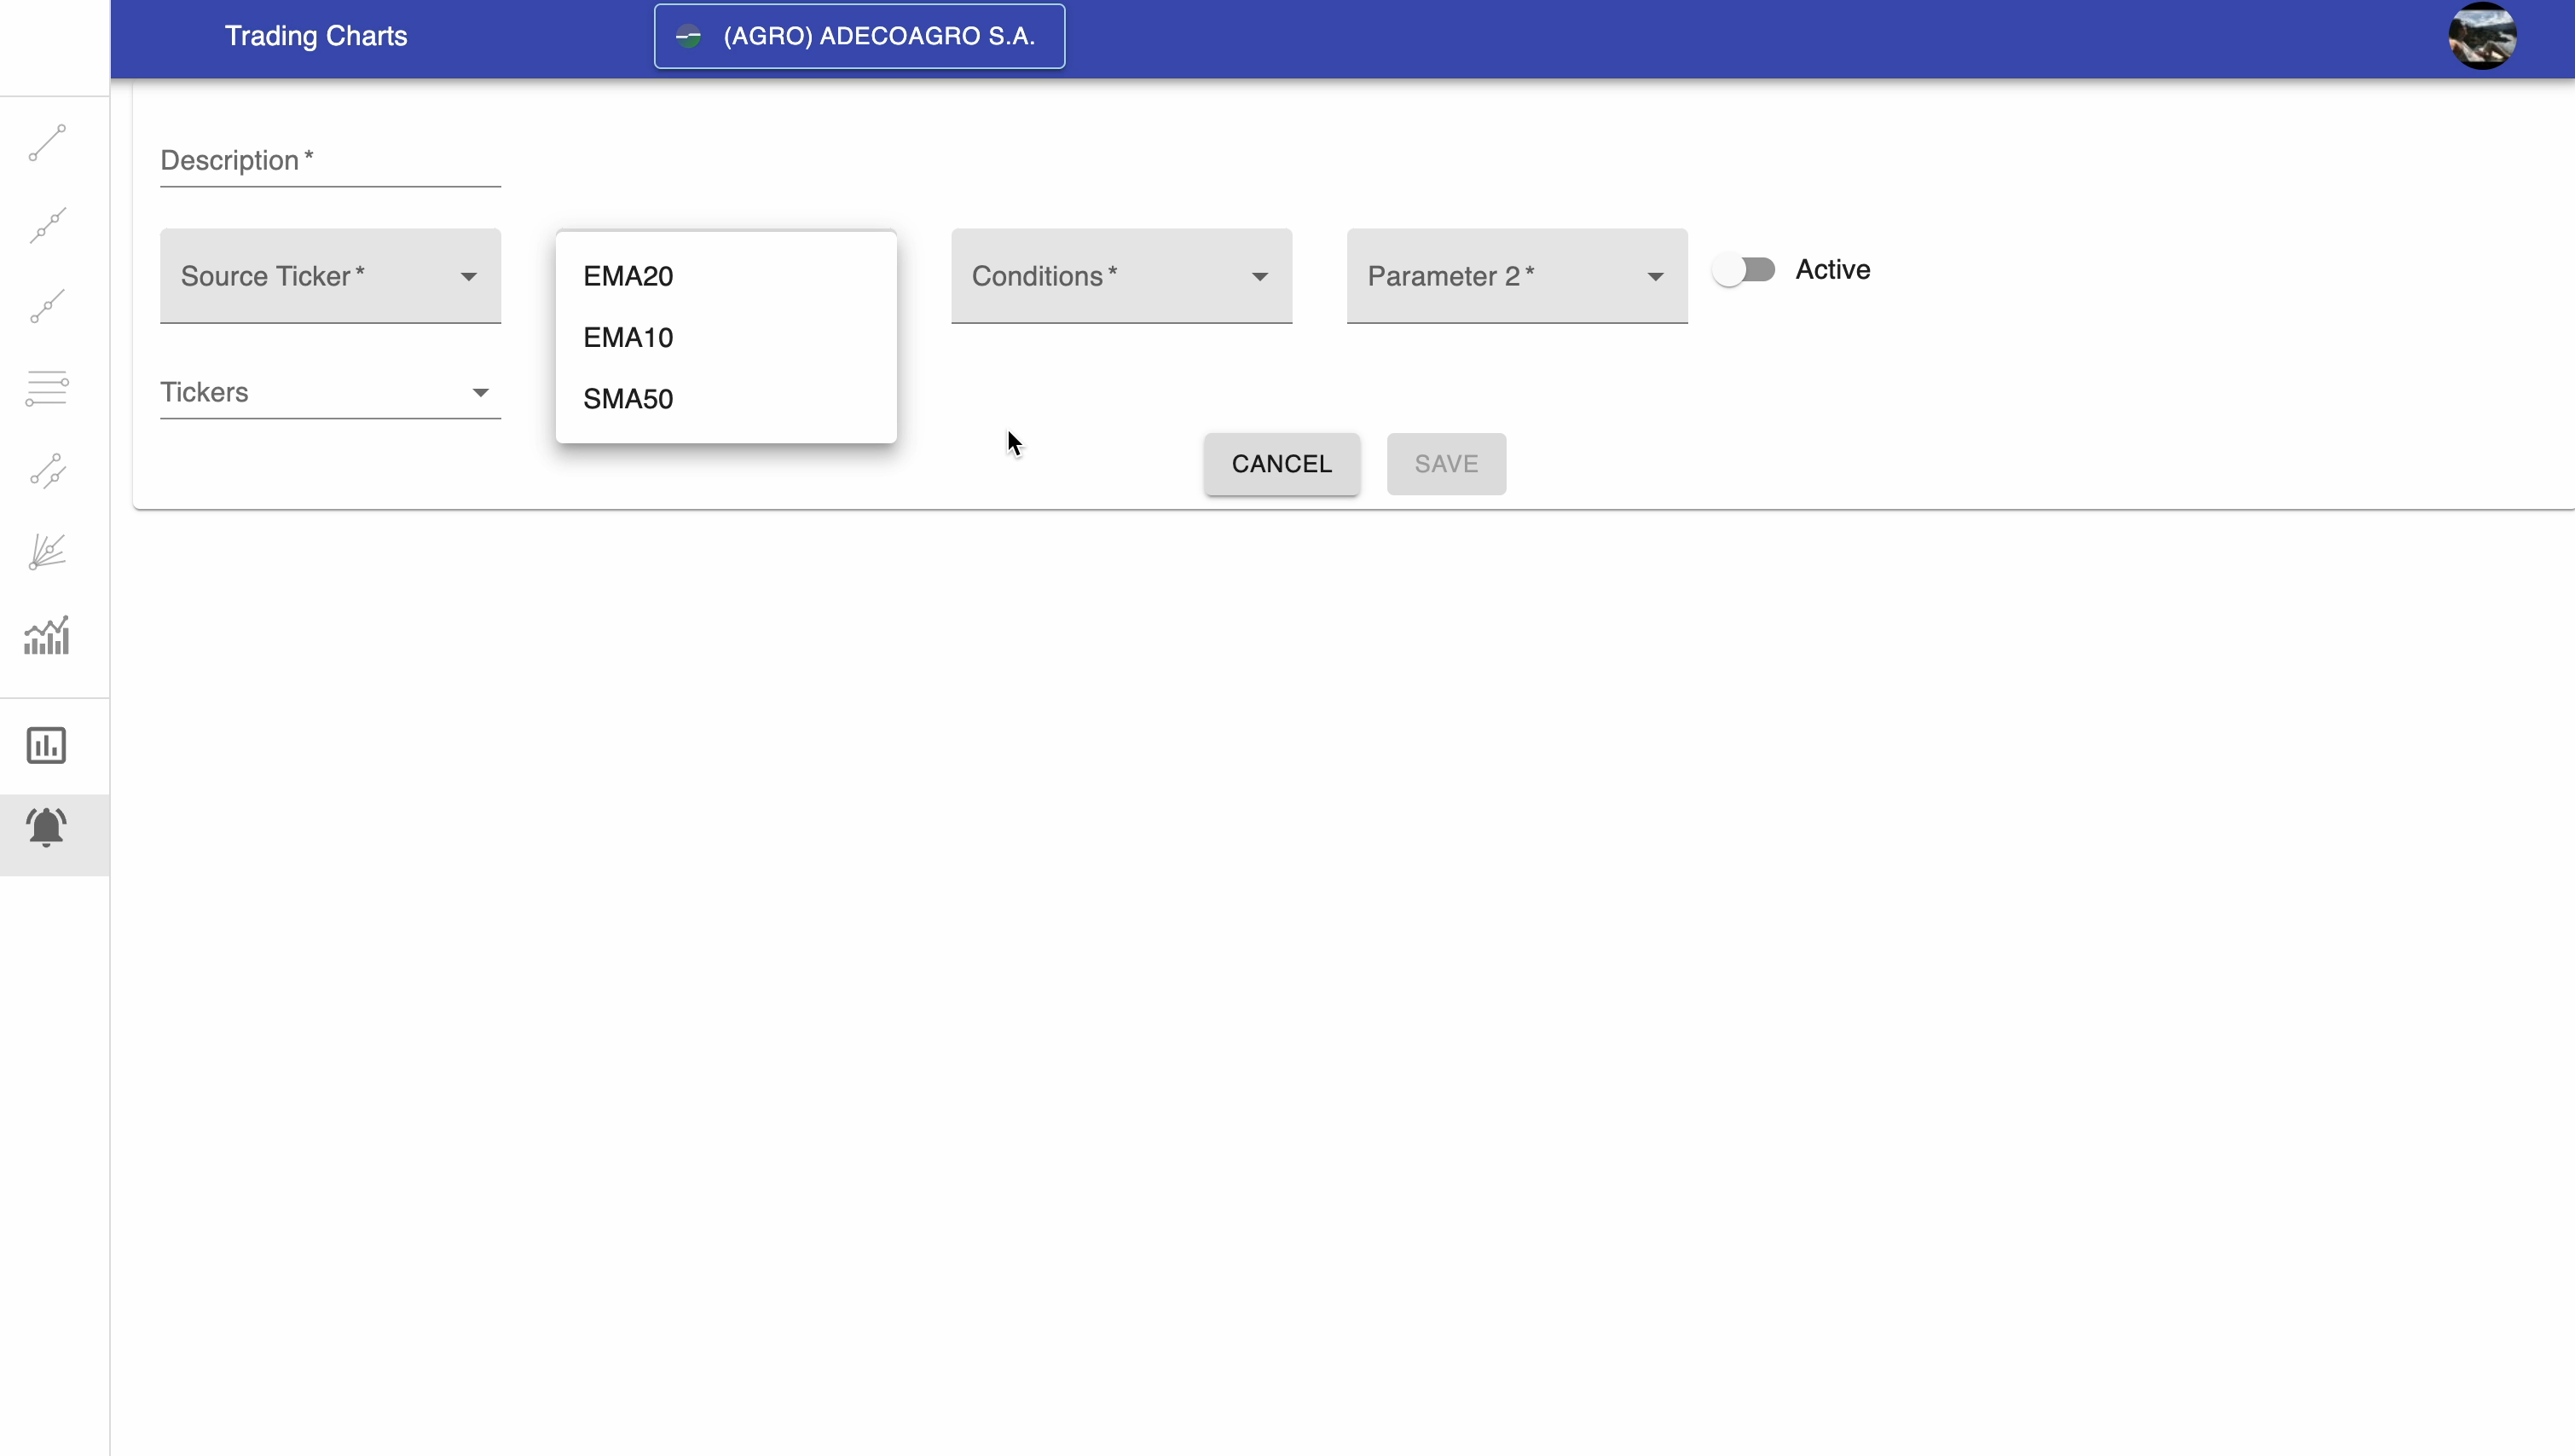 Trading Charts
(AGRO) ADECOAGRO S.A.
Description *
Source Ticker *
EMA20
EMA10
SMA50
Conditions *
Parameter 2 *
Active
Tickers
CANCEL
SAVE